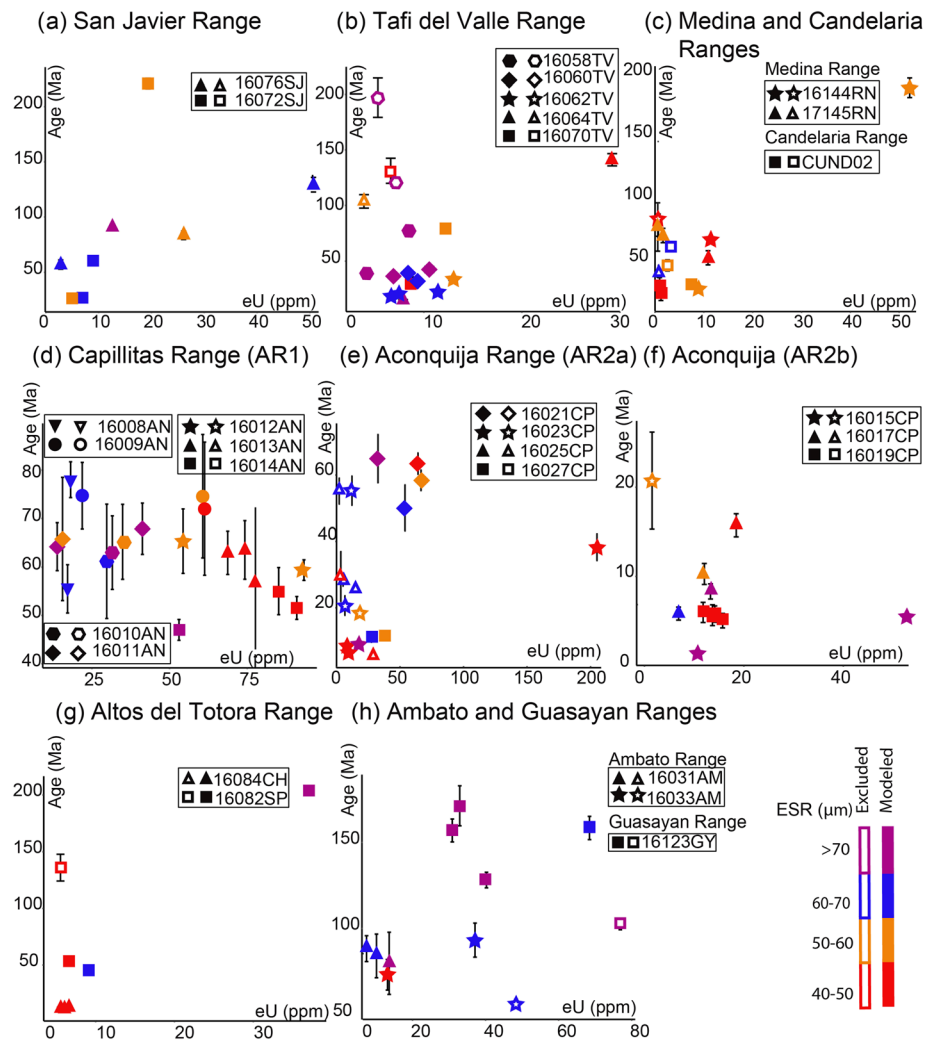 (a) San Javier Range
Age (Ma)
16076SJ
16072SJ
200
150
100
50
eU (ppm)
0 10 20 30 40 50
(b) Tafi del Valle Range
Age (Ma)
16058TV
16060TV
16062TV
16064TV
16070TV
200
150
100
50
eU (ppm)
0 10 20 30
(c) Medina and Candelaria
Ranges
Age (Ma)
Medina Range
16144RN
17145RN
Candelaria Range
CUND02
200
150
100
50
eU (ppm)
0 10 20 30 40 50
(d) Capillitas Range (AR1)
Age (Ma)
16008AN
16009AN
16012AN
16013AN
16014AN
16010AN
16011AN
80
70
60
50
40
eU (ppm)
25 50 75
(e) Aconquija Range (AR2a)
Age (Ma)
16021CP
16023CP
16025CP
16027CP
60
40
20
eU (ppm)
0 50 100 150 200
(f) Aconquija (AR2b)
Age (Ma)
16015CP
16017CP
16019CP
20
10
0
eU (ppm)
0 20 40
(g) Altos del Totora Range
Age (Ma)
16084CH
16082SP
200
150
100
50
eU (ppm)
0 10 20 30
(h) Ambato and Guasayan Ranges
Age (Ma)
Ambato Range
16031AM
16033AM
Guasayan Range
16123GY
150
100
50
eU (ppm)
0 20 40 60 80
ESR (µm)
Excluded
Modeled
>70
60-70
50-60
40-50